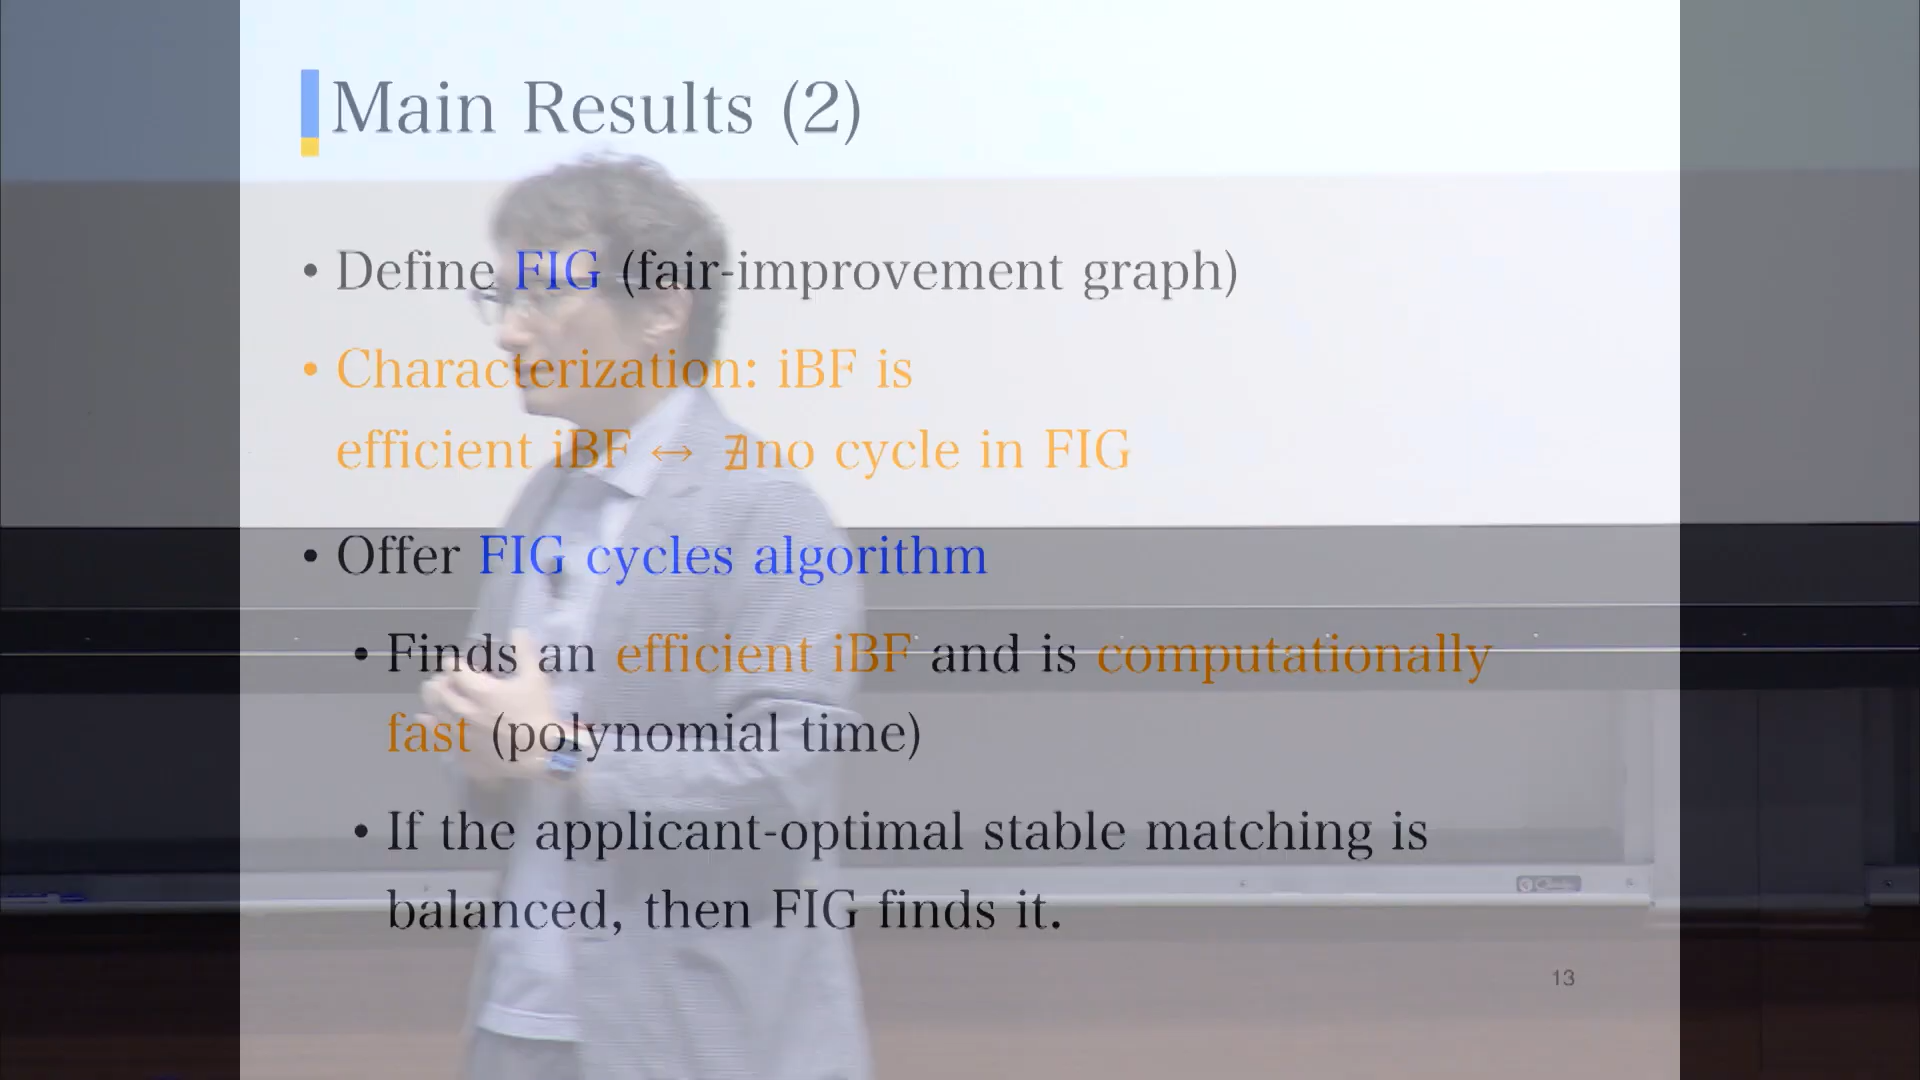 Main Results (2)
• Define FIG (fair-improvement graph)
• Characterization: iBF is
efficient iBF ↔ ∄no cycle in FIG
• Offer FIG cycles algorithm
• Finds an efficient iBF and is computationally
fast (polynomial time)
• If the applicant-optimal stable matching is
balanced, then FIG finds it.
13